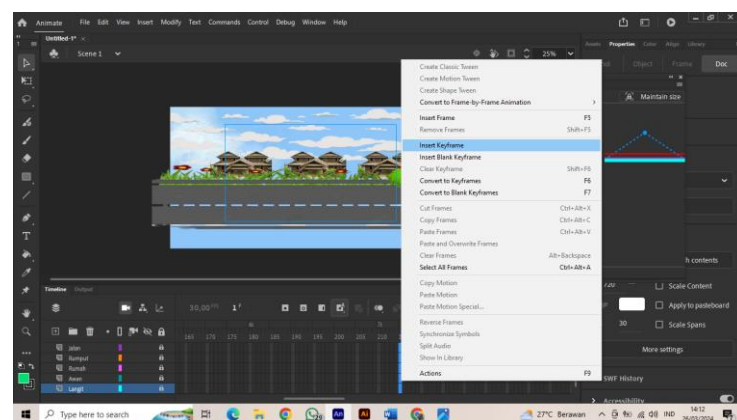 Animate File Edit View Insert Modify Text Commands Control Debug Window Help
Untitled-1* ×
Assets Properties Color Align Library
Scene 1
25%
Object Frame Doc
Maintain size
Create Classic Tween
Create Motion Tween
Create Shape Tween
Convert to Frame-by-Frame Animation
Insert Frame F5
Remove Frames Shift+F5
Insert Keyframe
Insert Blank Keyframe
Clear Keyframe Shift+F6
Convert to Keyframes F6
Convert to Blank Keyframes F7
Cut Frames Ctrl+Alt+X
Copy Frames Ctrl+Alt+C
Paste Frames Ctrl+Alt+V
Paste and Overwrite Frames
Clear Frames Alt+Backspace
Select All Frames Ctrl+Alt+A
Copy Motion
Paste Motion
Paste Motion Special...
Reverse Frames
Synchronize Symbols
Split Audio
Show In Library
Actions F9
contents
720 Scale Content
Apply to pasteboard
30 Scale Spans
More settings
SWF History
Accessibility
Timeline Output
30,00 FPS 1 F
165 170 175 180 185 190 195 200 205 210
Jalan
Rumput
Rumah
Awan
Langit
Type here to search
27°C Berawan
IND
14:12
26/03/2024